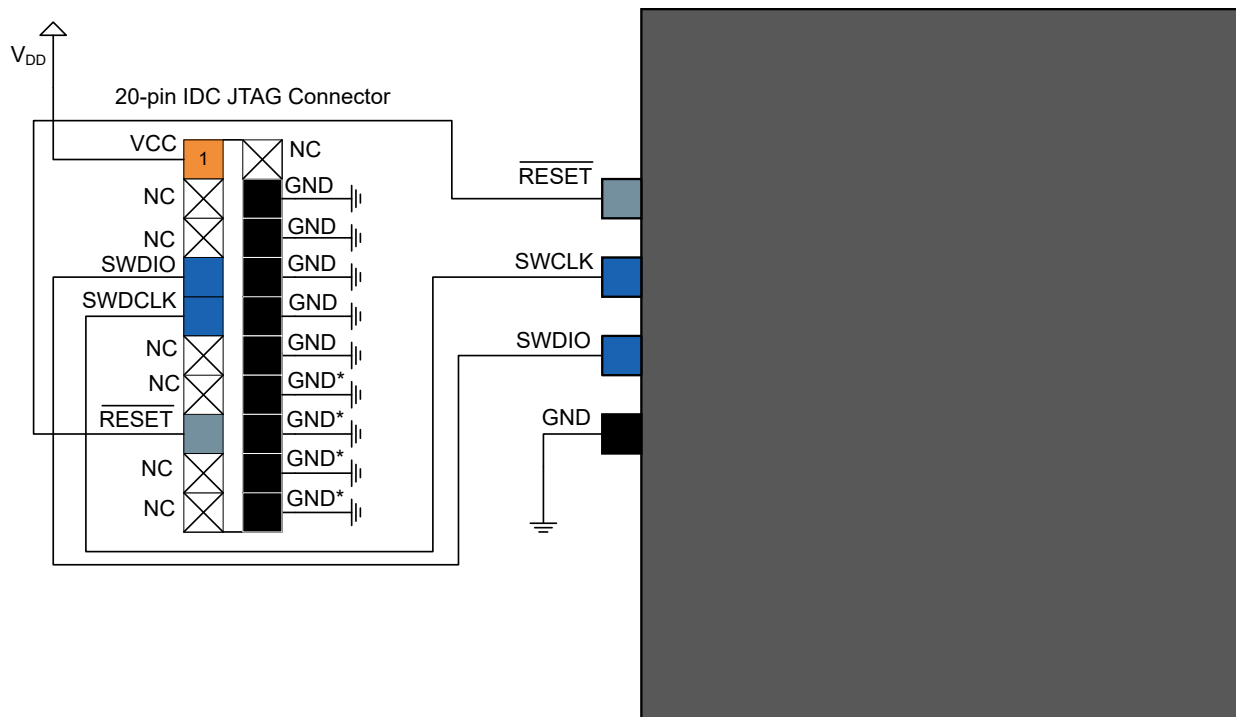 VDD
20-pin IDC JTAG Connector
VCC
1
NC
NC
GND
NC
GND
SWDIO
GND
SWDCLK
GND
NC
GND
NC
GND*
RESET
GND*
NC
GND*
NC
GND*
RESET
SWCLK
SWDIO
GND